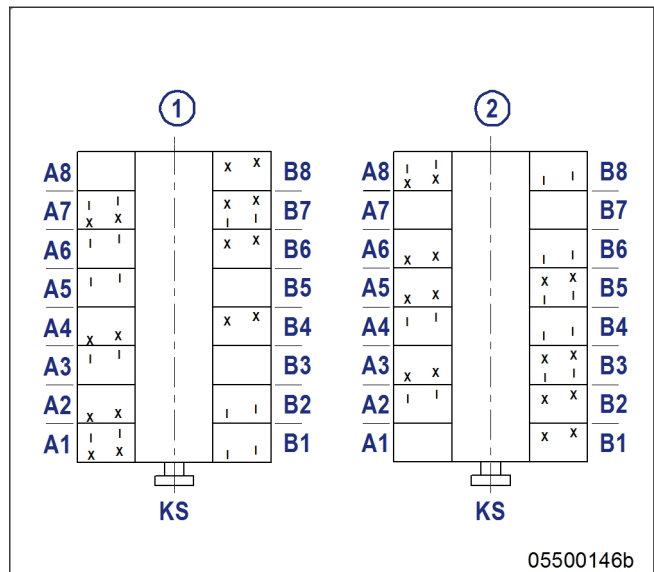 1 2
A8 x x B8 A8 I I B8
x x I I
A7 I I x x B7 A7 B7
x x I I
A6 I I x x B6 A6 x x I I B6
A5 I I B5 A5 x x B5
x x I I
A4 x x x x B4 A4 I I I I B4
A3 I I B3 A3 x x B3
x x I I
A2 x x I I B2 A2 I I x x B2
A1 I I B1 A1 x x B1
x x I I
KS KS
05500146b